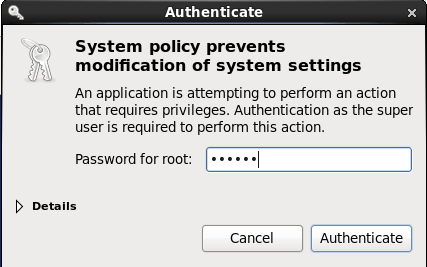 Authenticate
System policy prevents
modification of system settings
An application is attempting to perform an action
that requires privileges. Authentication as the super
user is required to perform this action.
Password for root: ••••••
Details
Cancel Authenticate